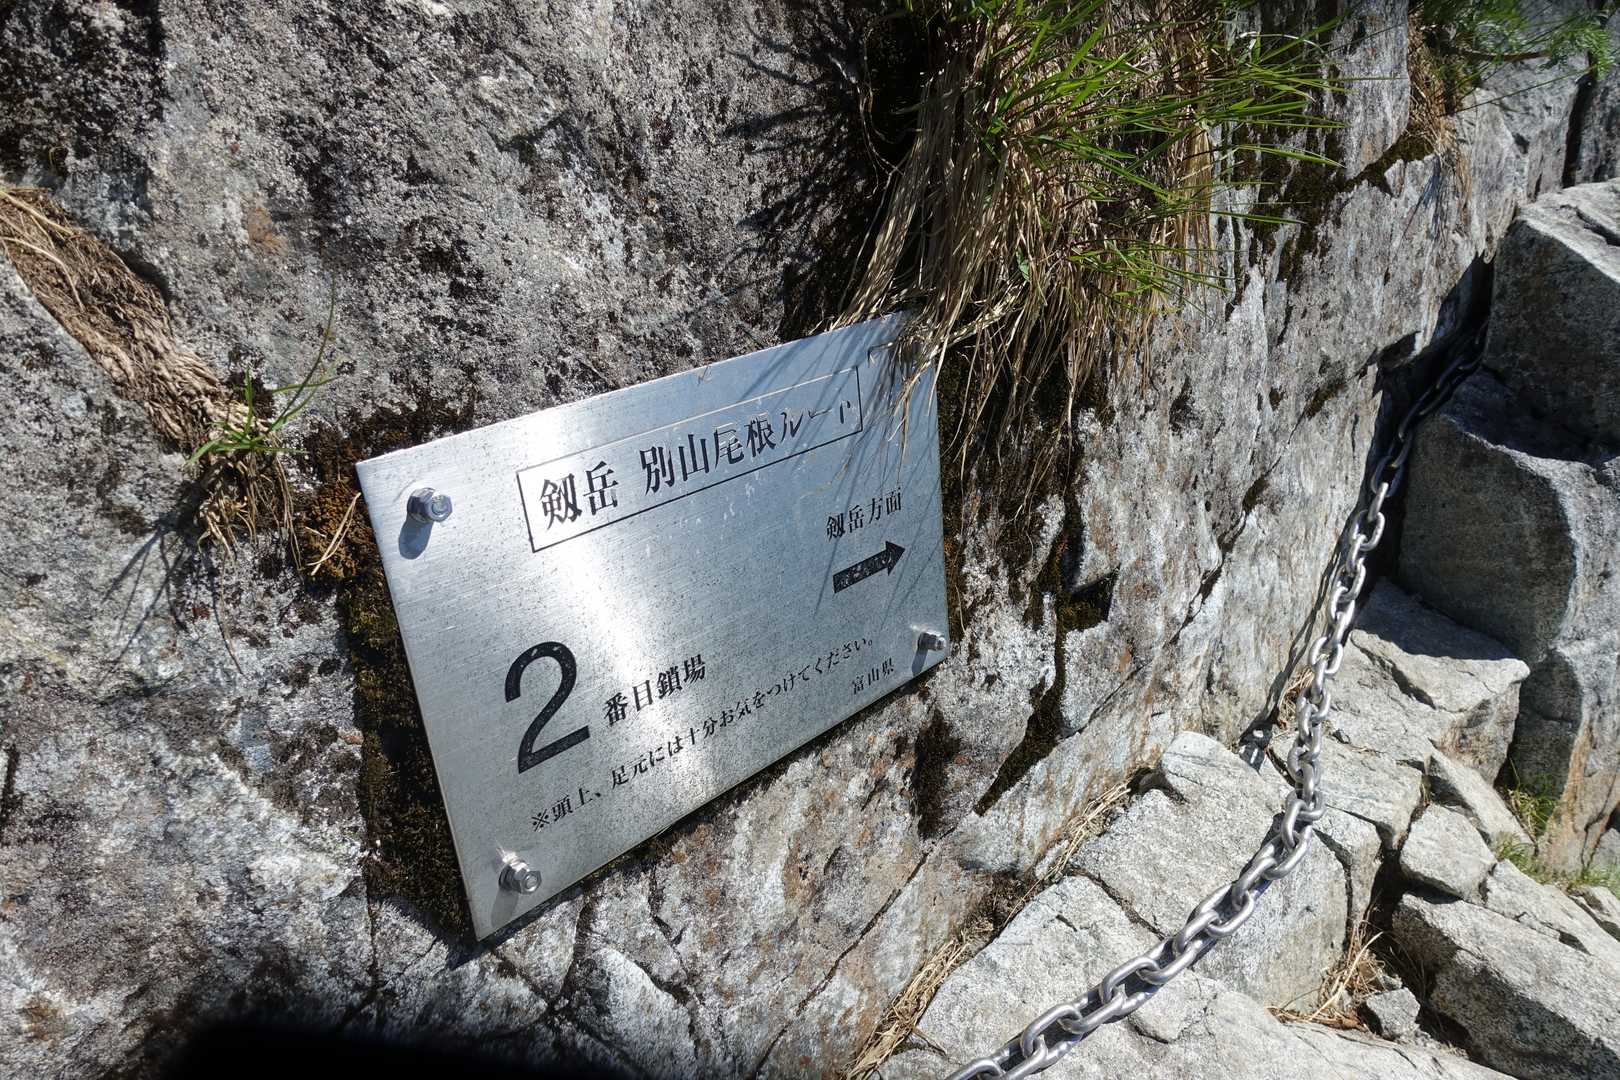 剱岳 別山尾根ルート
剱岳方面
2番目鎖場
※頭上、足元には十分お気をつけてください。
富山県